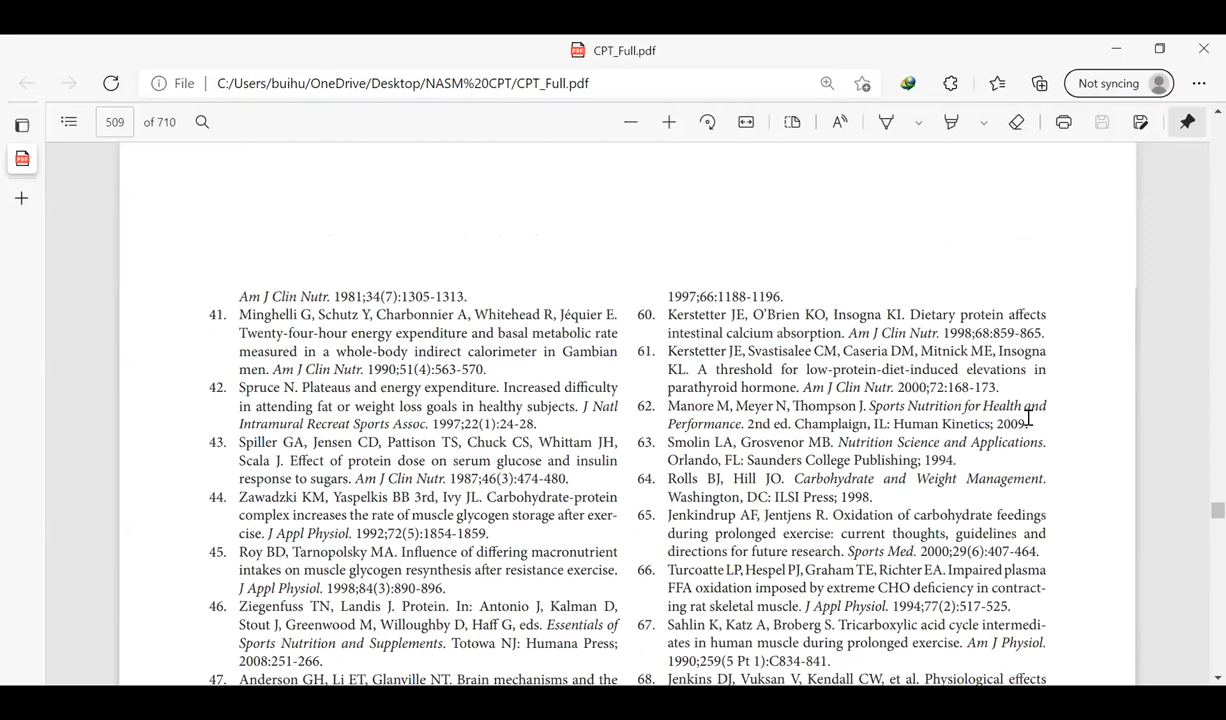 CPT_Full.pdf
File
C:/Users/buihu/OneDrive/Desktop/NASM%20CPT/CPT_Full.pdf
Not syncing
509 of 710
Am J Clin Nutr. 1981;34(7):1305-1313.
41. Minghelli G, Schutz Y, Charbonnier A, Whitehead R, Jéquier E.
Twenty-four-hour energy expenditure and basal metabolic rate
measured in a whole-body indirect calorimeter in Gambian
men. Am J Clin Nutr. 1990;51(4):563-570.
42. Spruce N. Plateaus and energy expenditure. Increased difficulty
in attending fat or weight loss goals in healthy subjects. J Natl
Intramural Recreat Sports Assoc. 1997;22(1):24-28.
43. Spiller GA, Jensen CD, Pattison TS, Chuck CS, Whittam JH,
Scala J. Effect of protein dose on serum glucose and insulin
response to sugars. Am J Clin Nutr. 1987;46(3):474-480.
44. Zawadzki KM, Yaspelkis BB 3rd, Ivy JL. Carbohydrate-protein
complex increases the rate of muscle glycogen storage after exer-
cise. J Appl Physiol. 1992;72(5):1854-1859.
45. Roy BD, Tarnopolsky MA. Influence of differing macronutrient
intakes on muscle glycogen resynthesis after resistance exercise.
J Appl Physiol. 1998;84(3):890-896.
46. Ziegenfuss TN, Landis J. Protein. In: Antonio J, Kalman D,
Stout J, Greenwood M, Willoughby D, Haff G, eds. Essentials of
Sports Nutrition and Supplements. Totowa NJ: Humana Press;
2008:251-266.
47. Anderson GH, Li ET, Glanville NT. Brain mechanisms and the
1997;66:1188-1196.
60. Kerstetter JE, O'Brien KO, Insogna KI. Dietary protein affects
intestinal calcium absorption. Am J Clin Nutr. 1998;68:859-865.
61. Kerstetter JE, Svastisalee CM, Caseria DM, Mitnick ME, Insogna
KL. A threshold for low-protein-diet-induced elevations in
parathyroid hormone. Am J Clin Nutr. 2000;72:168-173.
62. Manore M, Meyer N, Thompson J. Sports Nutrition for Health and
Performance. 2nd ed. Champlaign, IL: Human Kinetics; 2009.
63. Smolin LA, Grosvenor MB. Nutrition Science and Applications.
Orlando, FL: Saunders College Publishing; 1994.
64. Rolls BJ, Hill JO. Carbohydrate and Weight Management.
Washington, DC: ILSI Press; 1998.
65. Jenkindrup AF, Jentjens R. Oxidation of carbohydrate feedings
during prolonged exercise: current thoughts, guidelines and
directions for future research. Sports Med. 2000;29(6):407-464.
66. Turcoatte LP, Hespel PJ, Graham TE, Richter EA. Impaired plasma
FFA oxidation imposed by extreme CHO deficiency in contract-
ing rat skeletal muscle. J Appl Physiol. 1994;77(2):517-525.
67. Sahlin K, Katz A, Broberg S. Tricarboxylic acid cycle intermedi-
ates in human muscle during prolonged exercise. Am J Physiol.
1990;259(5 Pt 1):C834-841.
68. Jenkins DJ, Vuksan V, Kendall CW, et al. Physiological effects